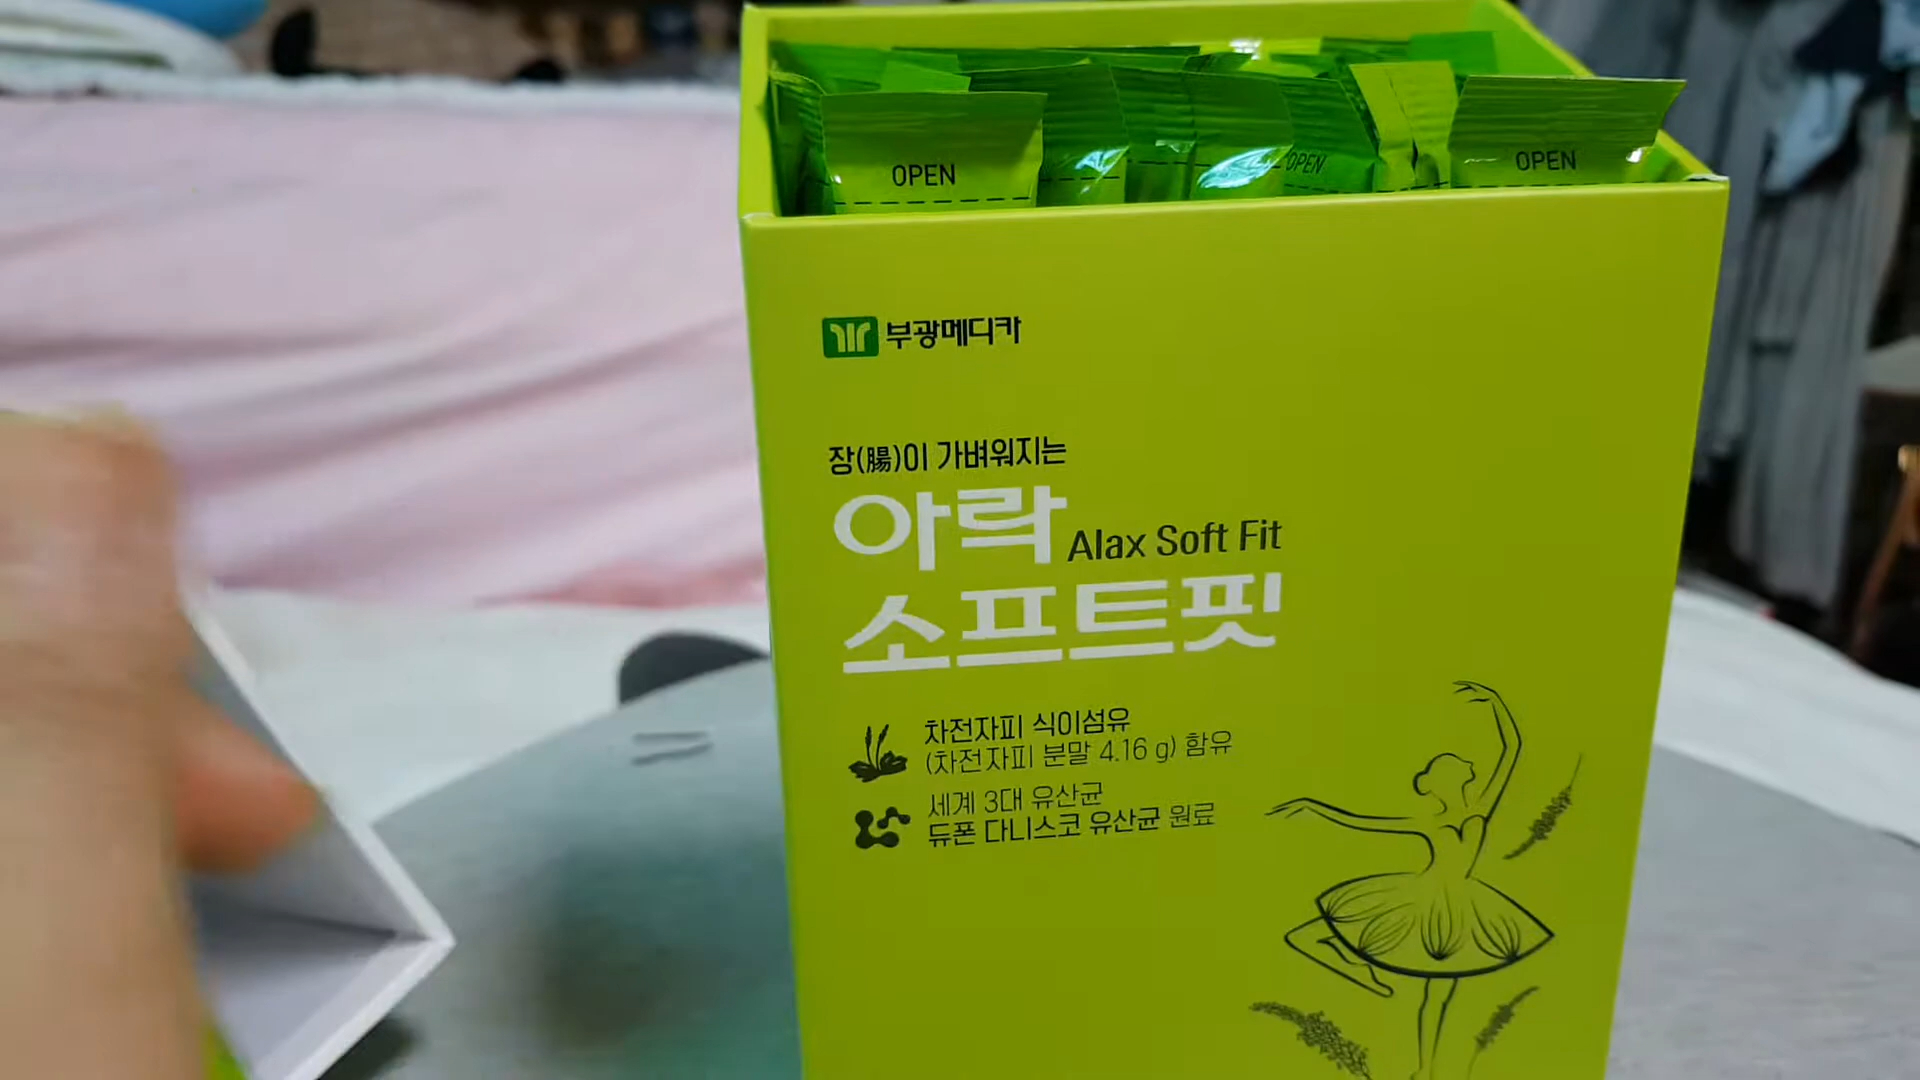 OPEN
OPEN
OPEN
부광메디카
장(腸)이 가벼워지는
아락 Alax Soft Fit
소프트핏
차전자피 식이섬유
(차전자피 분말 4.16 g) 함유
세계 3대 유산균
듀폰 다니스코 유산균 원료